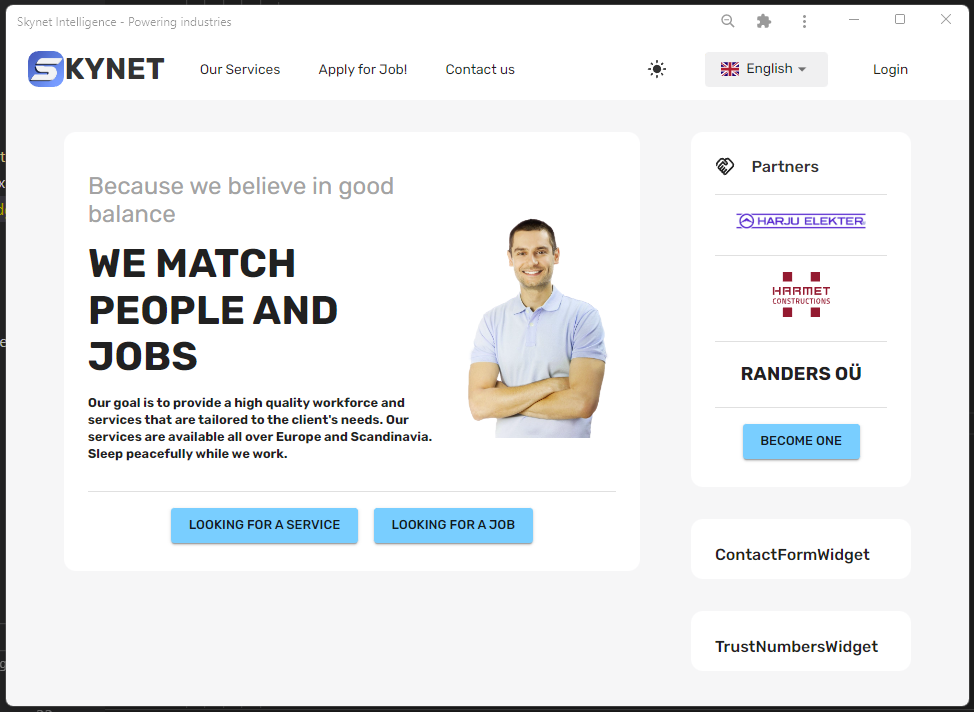 Skynet Intelligence - Powering industries
SKYNET
Our Services
Apply for Job!
Contact us
English
Login
Because we believe in good
balance
WE MATCH
PEOPLE AND
JOBS
Our goal is to provide a high quality workforce and
services that are tailored to the client's needs. Our
services are available all over Europe and Scandinavia.
Sleep peacefully while we work.
LOOKING FOR A SERVICE
LOOKING FOR A JOB
Partners
HARJU ELEKTER
HARMET
CONSTRUCTIONS
RANDERS OÜ
BECOME ONE
ContactFormWidget
TrustNumbersWidget